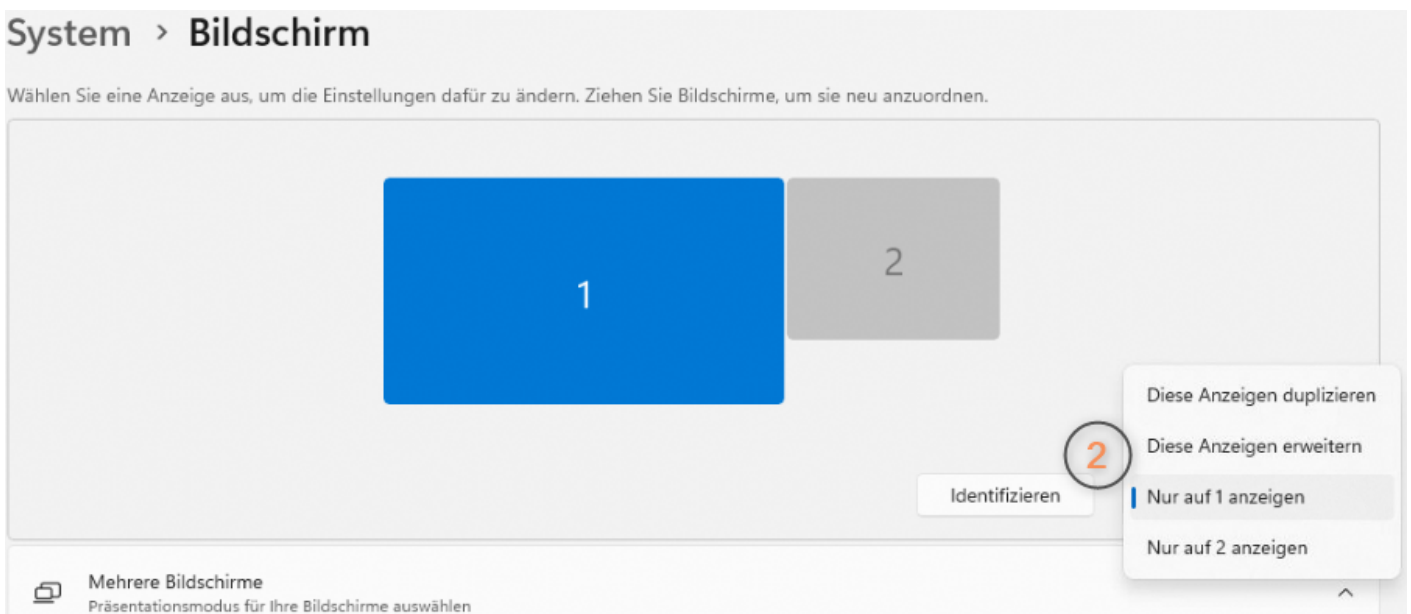 System > Bildschirm
Wählen Sie eine Anzeige aus, um die Einstellungen dafür zu ändern. Ziehen Sie Bildschirme, um sie neu anzuordnen.
1
2
Diese Anzeigen duplizieren
2
Diese Anzeigen erweitern
Identifizieren
Nur auf 1 anzeigen
Nur auf 2 anzeigen
Mehrere Bildschirme
Präsentationsmodus für Ihre Bildschirme auswählen